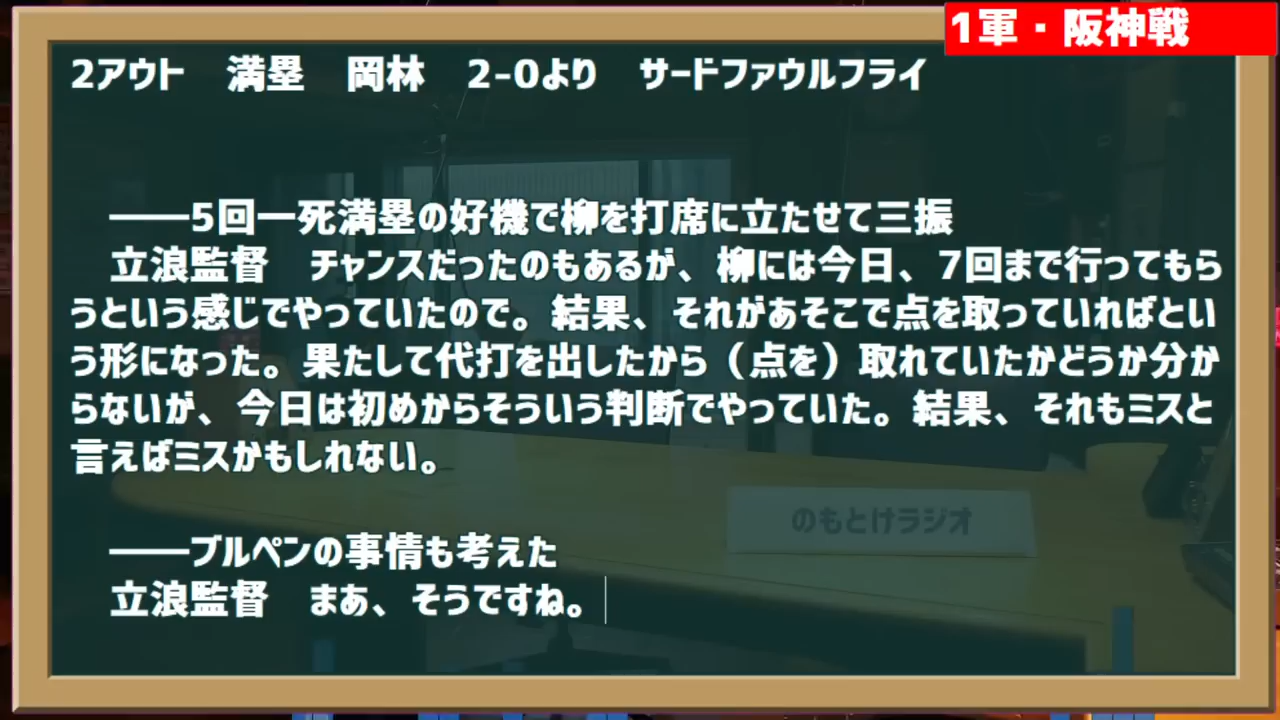 1軍・阪神戦
2アウト　満塁　岡林　2-0より　サードファウルフライ
――5回一死満塁の好機で柳を打席に立たせて三振
立浪監督　チャンスだったのもあるが、柳には今日、7回まで行ってもら
うという感じでやっていたので。結果、それがあそこで点を取っていればとい
う形になった。果たして代打を出したから（点を）取れていたかどうか分か
らないが、今日は初めからそういう判断でやっていた。結果、それもミスと
言えばミスかもしれない。
のもとけラジオ
――ブルペンの事情も考えた
立浪監督　まあ、そうですね。